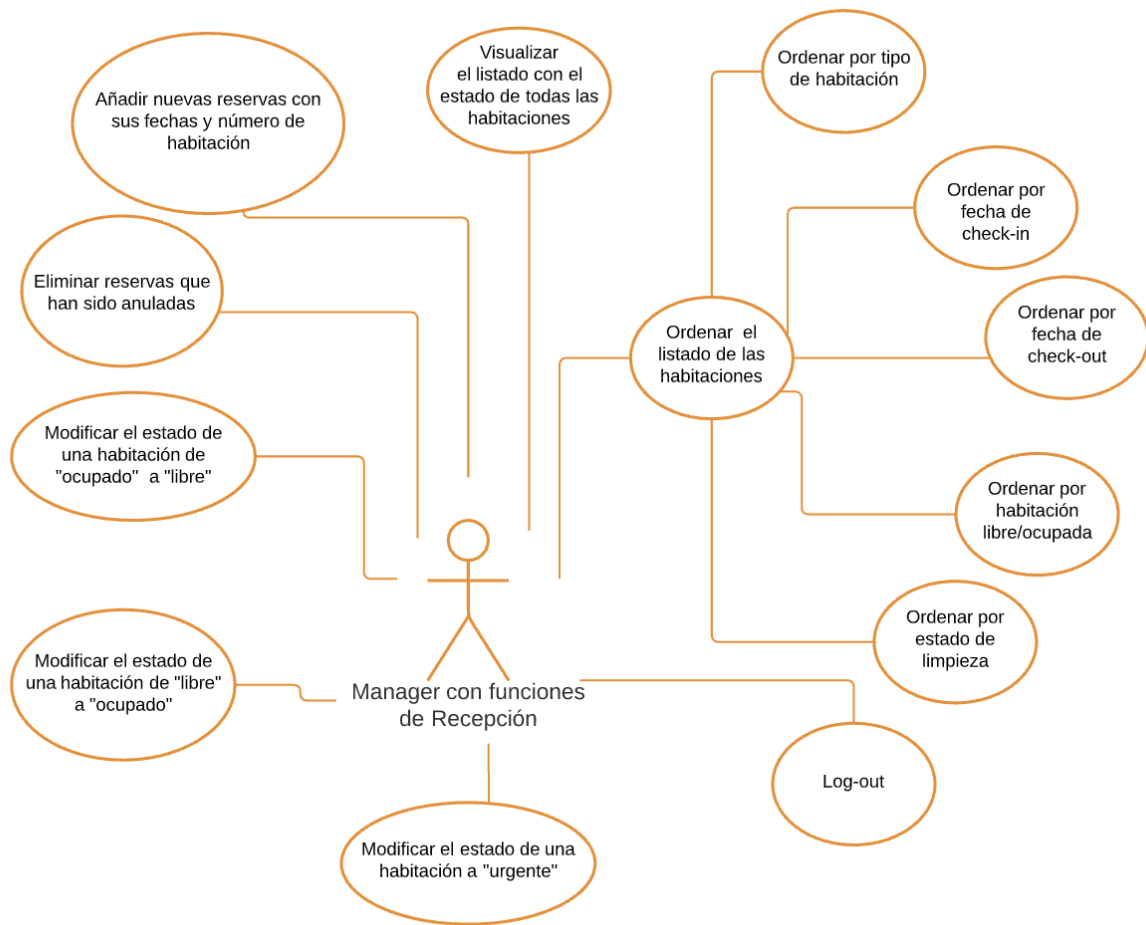 Visualizar
el listado con el
estado de todas las
habitaciones
Ordenar por tipo
de habitación
Añadir nuevas reservas con
sus fechas y número de
habitación
Ordenar por
fecha de
check-in
Eliminar reservas que
han sido anuladas
Ordenar el
listado de las
habitaciones
Ordenar por
fecha de
check-out
Modificar el estado de
una habitación de
"ocupado" a "libre"
Ordenar por
habitación
libre/ocupada
Ordenar por
estado de
limpieza
Modificar el estado de
una habitación de "libre"
a "ocupado"
Manager con funciones
de Recepción
Log-out
Modificar el estado de una
habitación a "urgente"